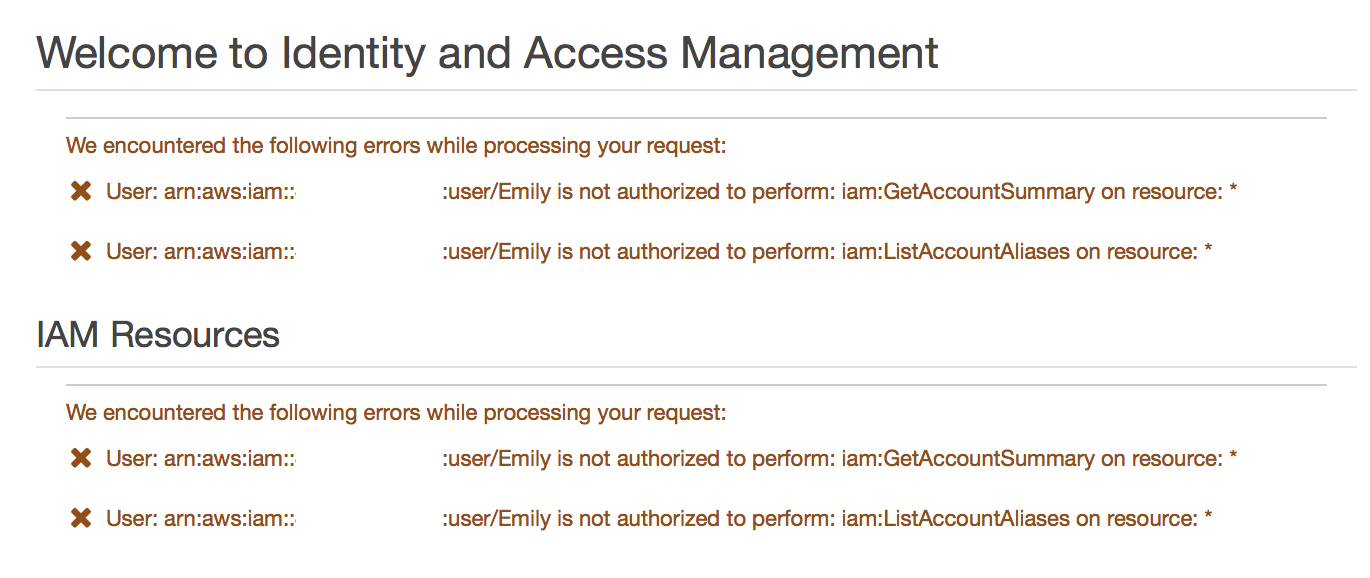 Welcome to Identity and Access Management
We encountered the following errors while processing your request:
✖ User: arn:aws:iam:: :user/Emily is not authorized to perform: iam:GetAccountSummary on resource: *
✖ User: arn:aws:iam:: :user/Emily is not authorized to perform: iam:ListAccountAliases on resource: *
IAM Resources
We encountered the following errors while processing your request:
✖ User: arn:aws:iam:: :user/Emily is not authorized to perform: iam:GetAccountSummary on resource: *
✖ User: arn:aws:iam:: :user/Emily is not authorized to perform: iam:ListAccountAliases on resource: *